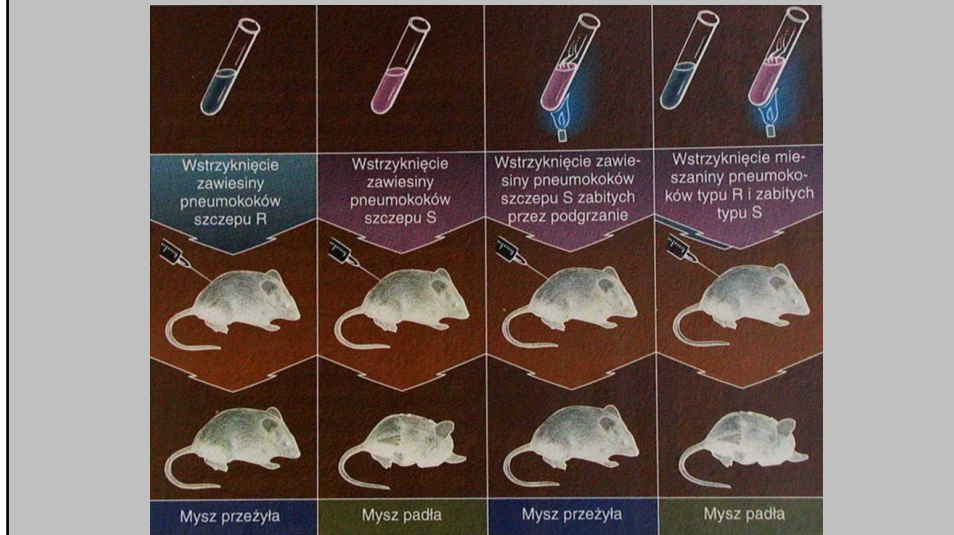 Wstrzyknięcie
zawiesiny
pneumokoków
szczepu R
Wstrzyknięcie
zawiesiny
pneumokoków
szczepu S
Wstrzyknięcie zawie-
siny pneumokoków
szczepu S zabitych
przez podgrzanie
Wstrzyknięcie mie-
szaniny pneumoko-
ków typu R i zabitych
typu S
Mysz przeżyła
Mysz padła
Mysz przeżyła
Mysz padła